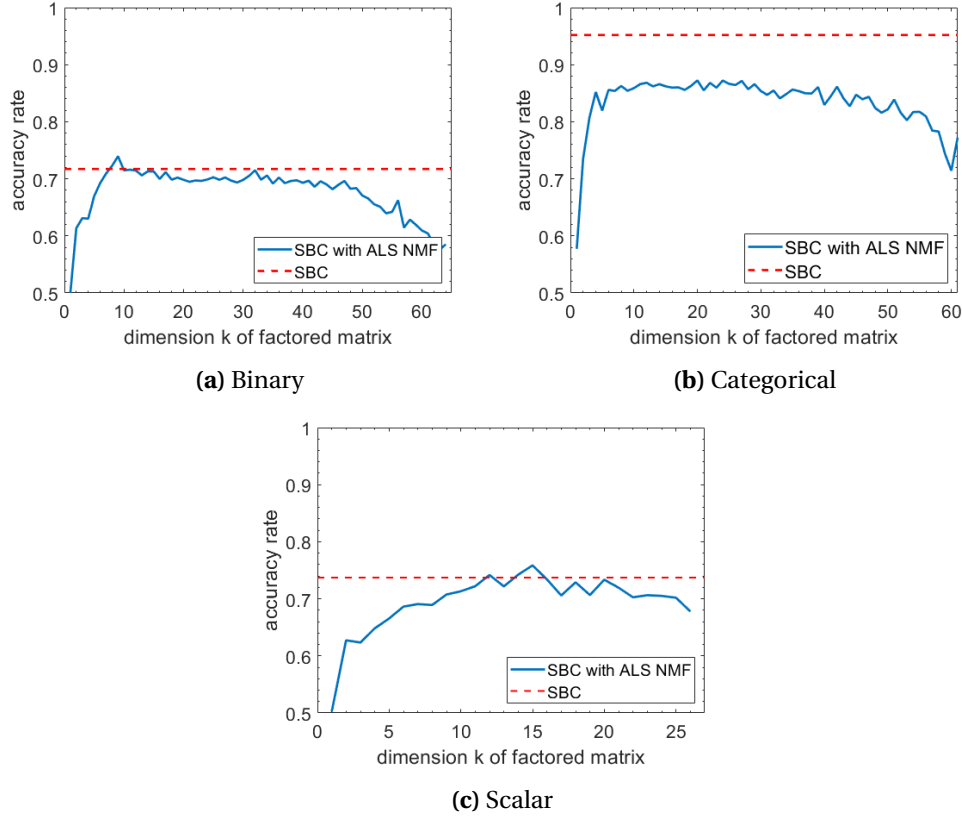 1
0.9
0.8
0.7
0.6
0.5
accuracy rate
0 10 20 30 40 50 60
dimension k of factored matrix
SBC with ALS NMF
SBC
(a) Binary
1
0.9
0.8
0.7
0.6
0.5
accuracy rate
0 10 20 30 40 50 60
dimension k of factored matrix
SBC with ALS NMF
SBC
(b) Categorical
1
0.9
0.8
0.7
0.6
0.5
accuracy rate
0 5 10 15 20 25
dimension k of factored matrix
SBC with ALS NMF
SBC
(c) Scalar